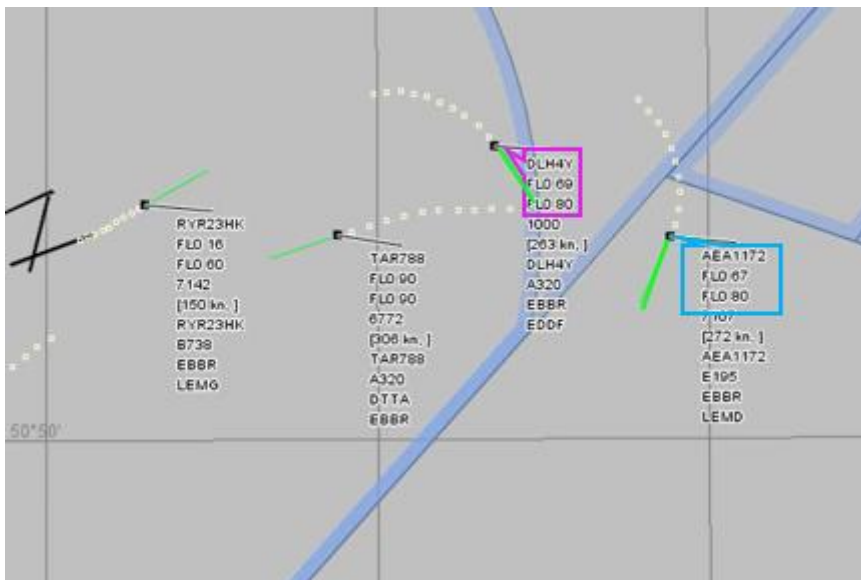 DLH4Y
FL0 69
FL0 80
1000
[263 kn, ]
DLH4Y
A320
EBBR
EDDF
RYR23HK
FL0 16
FL0 60
7142
[150 kn, ]
RYR23HK
B738
EBBR
LEMG
TAR788
FL0 90
FL0 90
6772
[306 kn, ]
TAR788
A320
DTTA
EBBR
AEA1172
FL0 67
FL0 80
[272 kn, ]
AEA1172
E195
EBBR
LEMD
50°50'